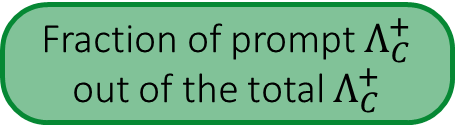 Fraction of prompt Λ_C^+
out of the total Λ_C^+